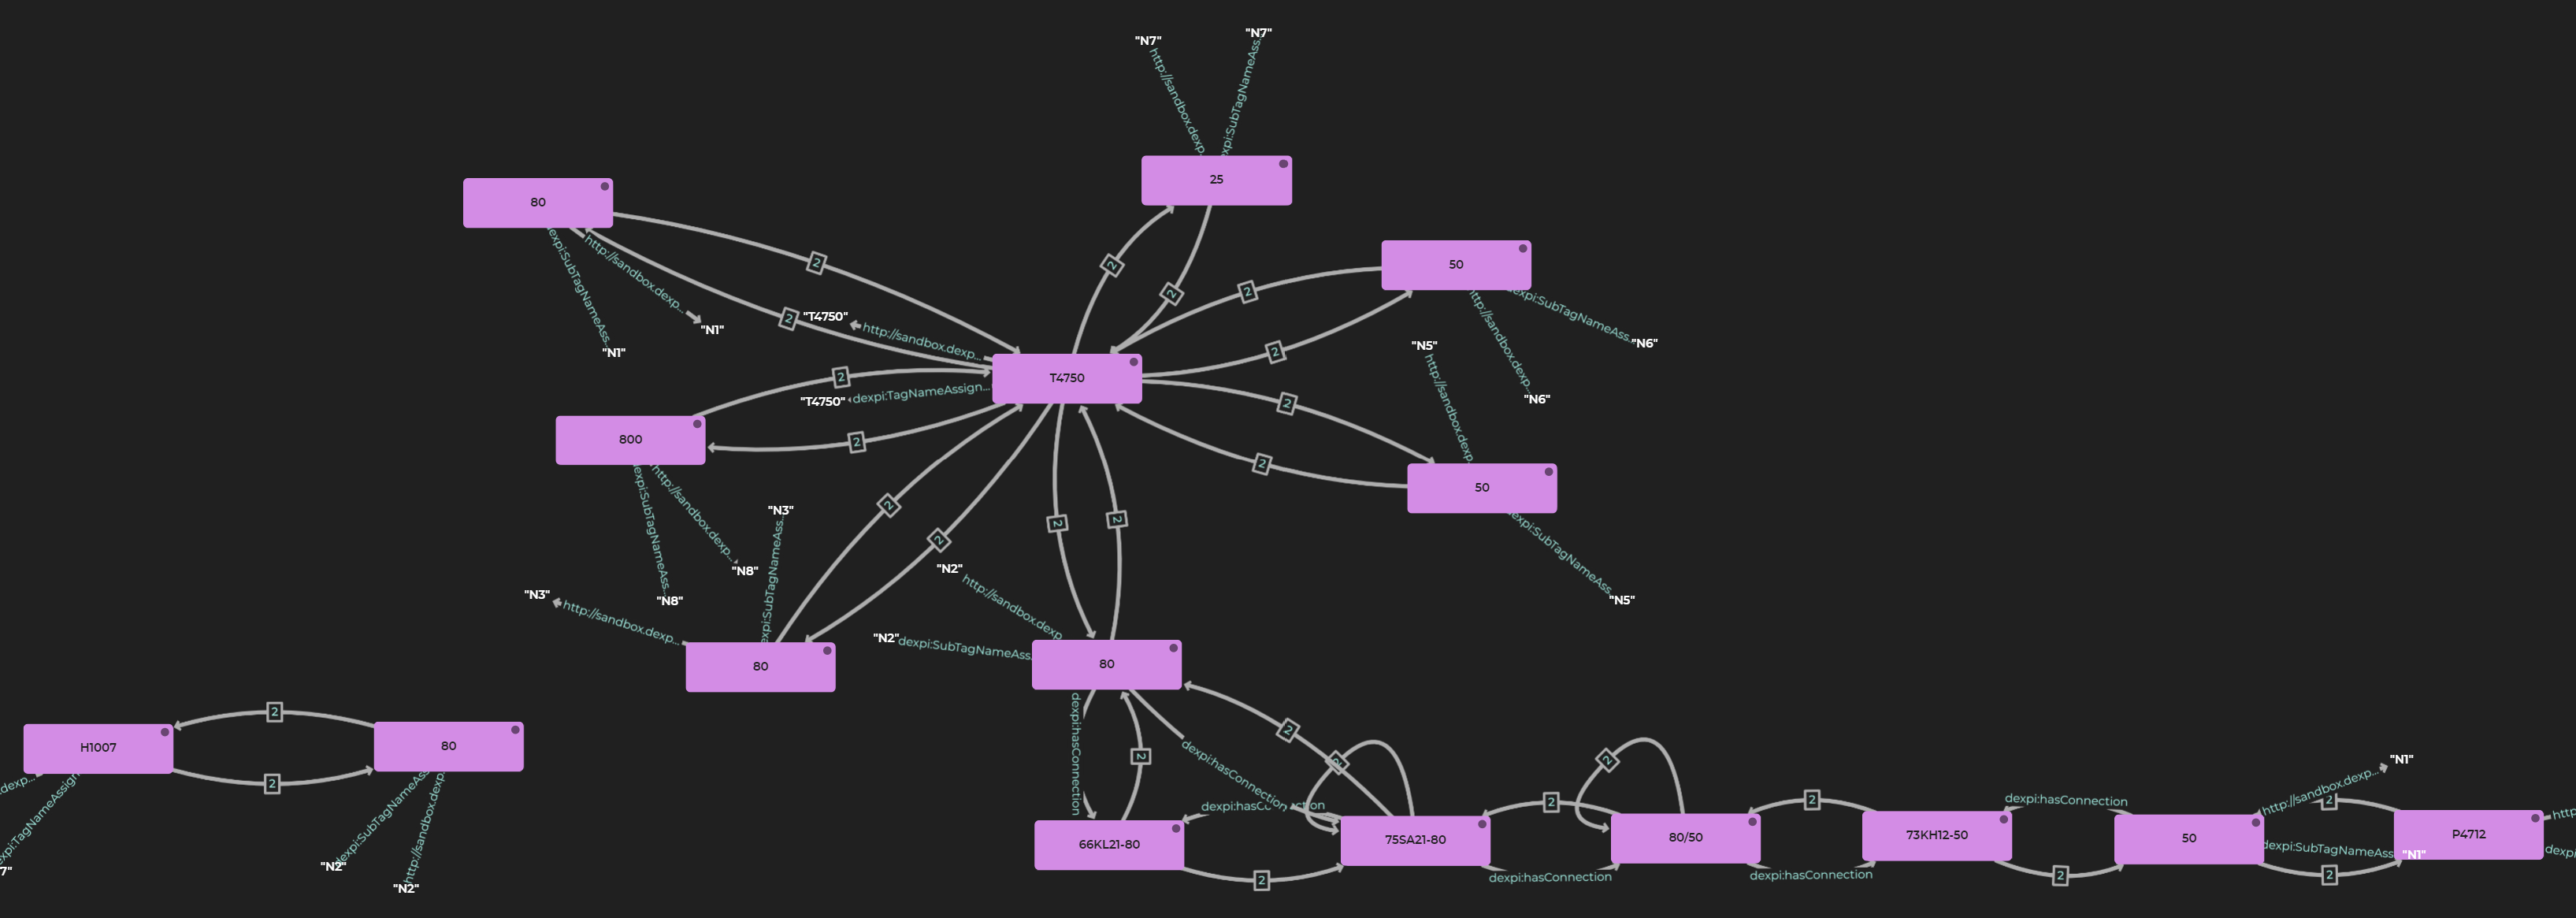 "N7"
"N7"
http://sandbox.dexp...
dexpi:SubTagNameAss...
25
80
2
2
http://sandbox.dexp...
dexpi:SubTagNameAss...
"N1"
"N1"
50
2
2
2
2
http://sandbox.dexp...
dexpi:SubTagNameAss...
"N6"
"N6"
"T4750"
http://sandbox.dexp...
T4750
"T4750"
dexpi:TagNameAssign...
"N5"
http://sandbox.dexp...
2
2
50
dexpi:SubTagNameAss...
"N5"
800
2
2
dexpi:SubTagNameAss...
http://sandbox.dexp...
"N8"
"N8"
2
2
"N3"
dexpi:SubTagNameAss...
"N3"
http://sandbox.dexp...
80
2
2
"N2"
http://sandbox.dexp...
"N2"
dexpi:SubTagNameAss...
80
H1007
2
2
80
dexp...
dexpi:TagNameAssign
7"
dexpi:SubTagNameAss
http://sandbox.dexp...
"N2"
"N2"
dexpi:hasConnection
2
dexpi:hasConnection
2
2
66KL21-80
dexpi:hasC
ction
2
75SA21-80
2
dexpi:hasConnection
2
80/50
2
dexpi:hasConnection
73KH12-50
dexpi:hasConnection
2
50
http://sandbox.dexp...
"N1"
2
dexpi:SubTagNameAss
"N1"
2
P4712
http
dexpi